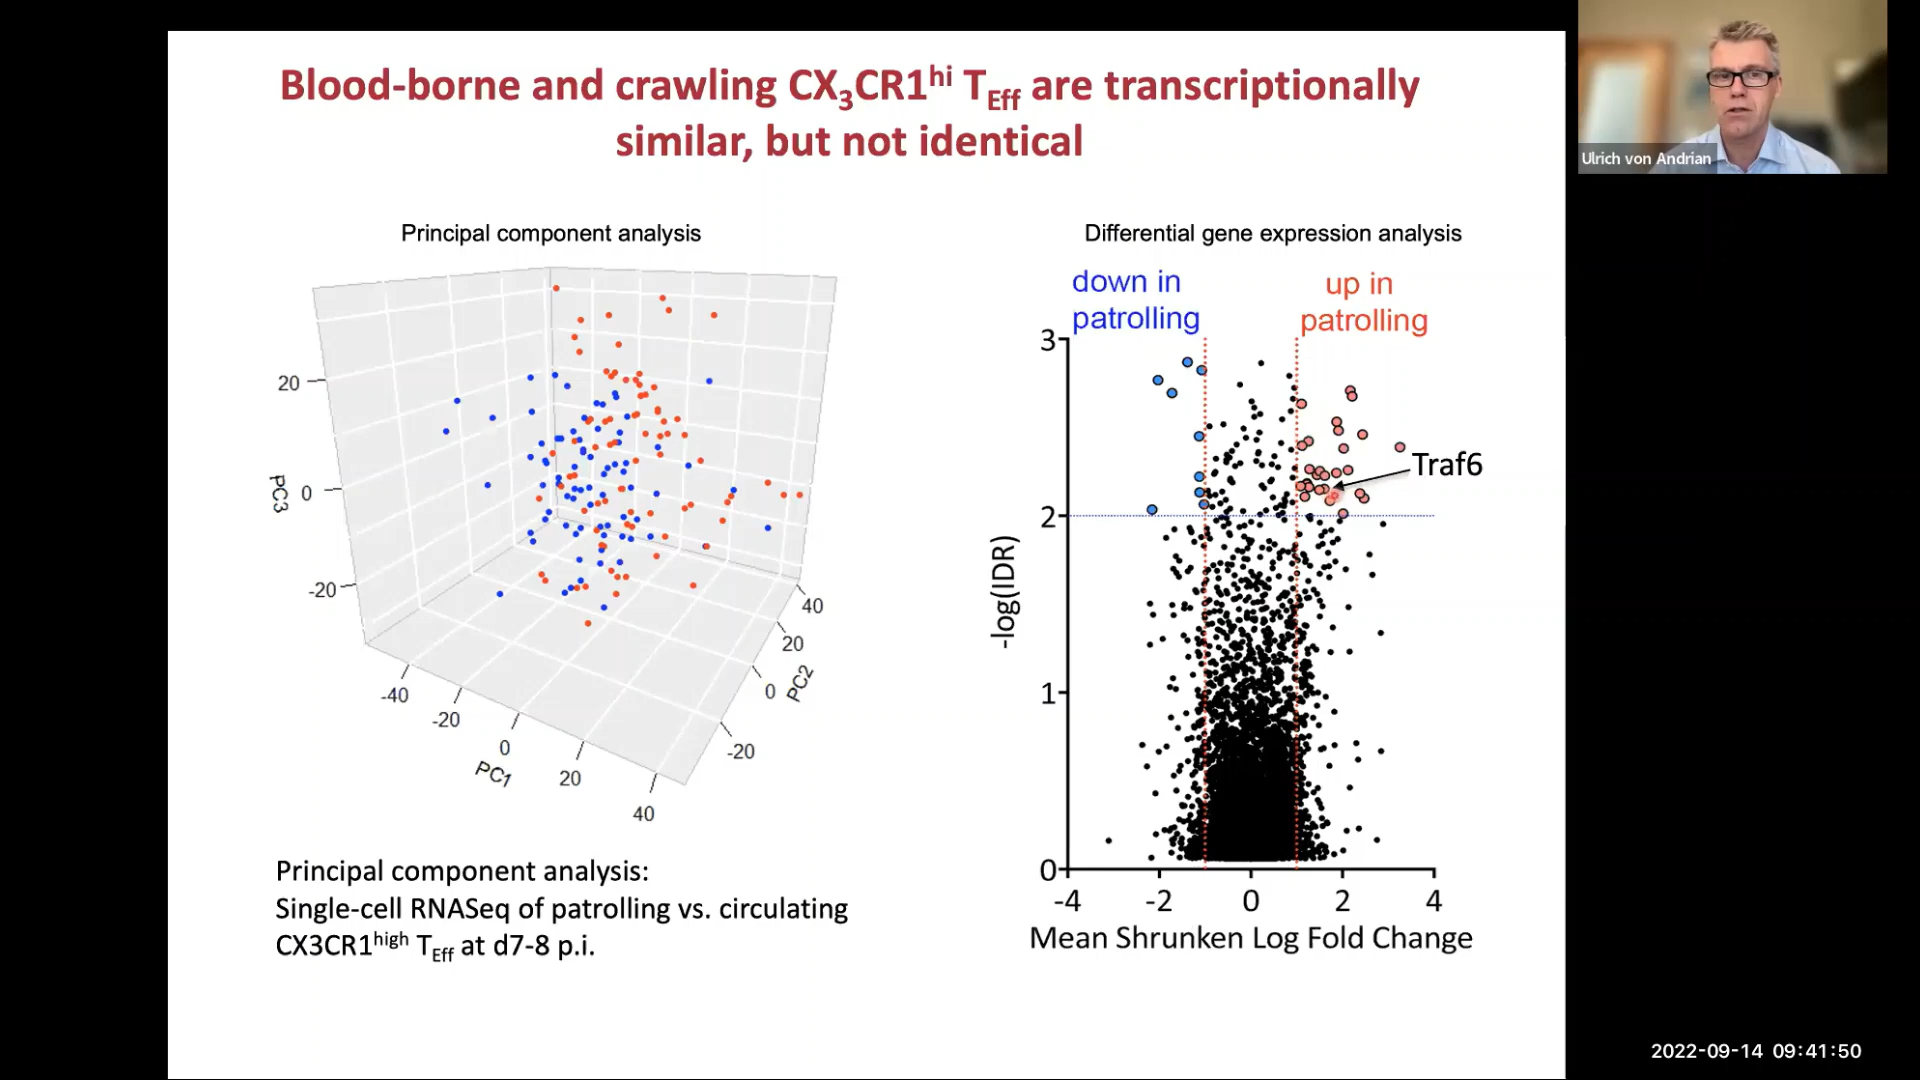 Blood-borne and crawling CX₃CR1ʰⁱ T_Eff are transcriptionally
similar, but not identical
Ulrich von Andrian
Principal component analysis
20
0
-20
PC3
-40
-20
0
20
40
PC1
40
20
0
-20
PC2
Principal component analysis:
Single-cell RNASeq of patrolling vs. circulating
CX3CR1ʰⁱᵍʰ T_Eff at d7-8 p.i.
Differential gene expression analysis
down in
patrolling
up in
patrolling
Traf6
3
2
1
0
-log(IDR)
-4
-2
0
2
4
Mean Shrunken Log Fold Change
2022-09-14 09:41:50